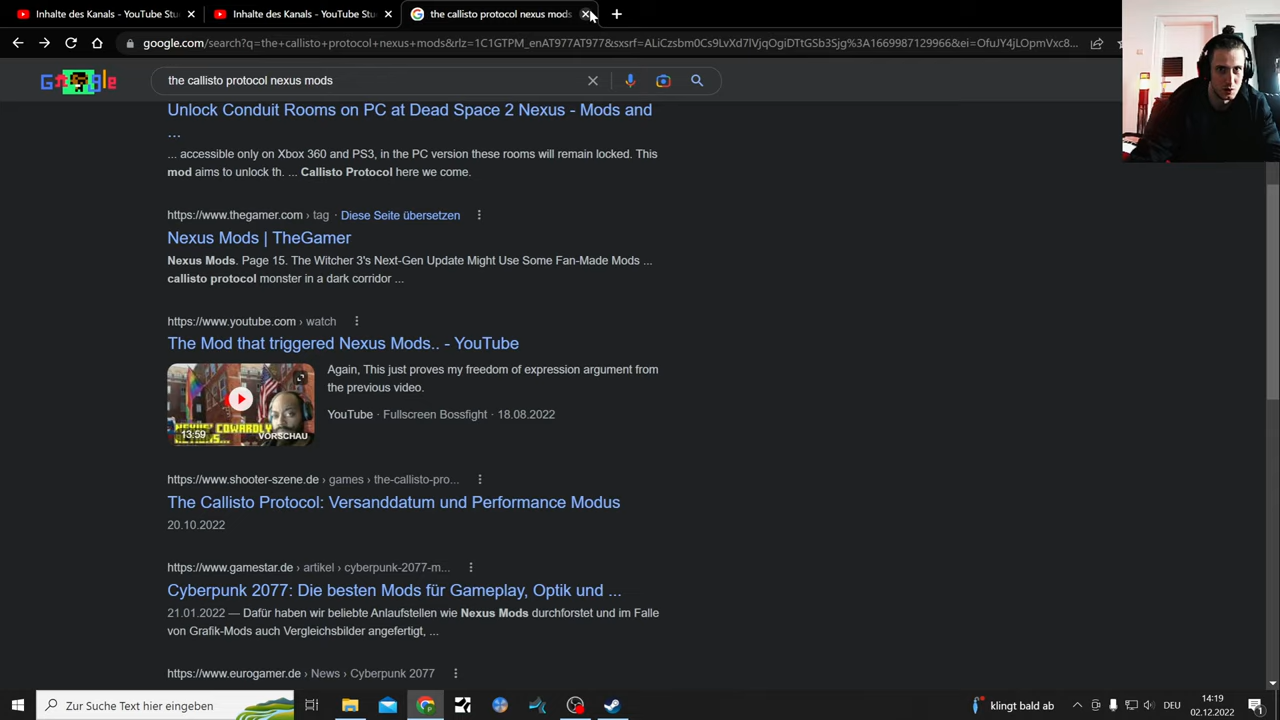 Inhalte des Kanals - YouTube Stu
Inhalte des Kanals - YouTube Stu
the callisto protocol nexus mods
google.com/search?q=the+callisto+protocol+nexus+mods&rlz=1C1GTPM_
the callisto protocol nexus mods
Unlock Conduit Rooms on PC at Dead Space 2 Nexus - Mods and
...
... accessible only on Xbox 360 and PS3, in the PC version these rooms will remain locked. This
mod aims to unlock th. ... Callisto Protocol here we come.
https://www.thegamer.com › tag · Diese Seite übersetzen
Nexus Mods | TheGamer
Nexus Mods. Page 15. The Witcher 3's Next-Gen Update Might Use Some Fan-Made Mods ...
callisto protocol monster in a dark corridor ...
https://www.youtube.com › watch
The Mod that triggered Nexus Mods.. - YouTube
Again, This just proves my freedom of expression argument from
the previous video.
YouTube · Fullscreen Bossfight · 18.08.2022
NEXUS' COWARDLY
13:59
VORSCHAU
https://www.shooter-szene.de › games › the-callisto-pro...
The Callisto Protocol: Versanddatum und Performance Modus
20.10.2022
https://www.gamestar.de › artikel › cyberpunk-2077-m...
Cyberpunk 2077: Die besten Mods für Gameplay, Optik und ...
21.01.2022 — Dafür haben wir beliebte Anlaufstellen wie Nexus Mods durchforstet und im Falle
von Grafik-Mods auch Vergleichsbilder angefertigt, ...
https://www.eurogamer.de › News › Cyberpunk 2077
Zur Suche Text hier eingeben
klingt bald ab
DEU
14:19
02.12.2022
1